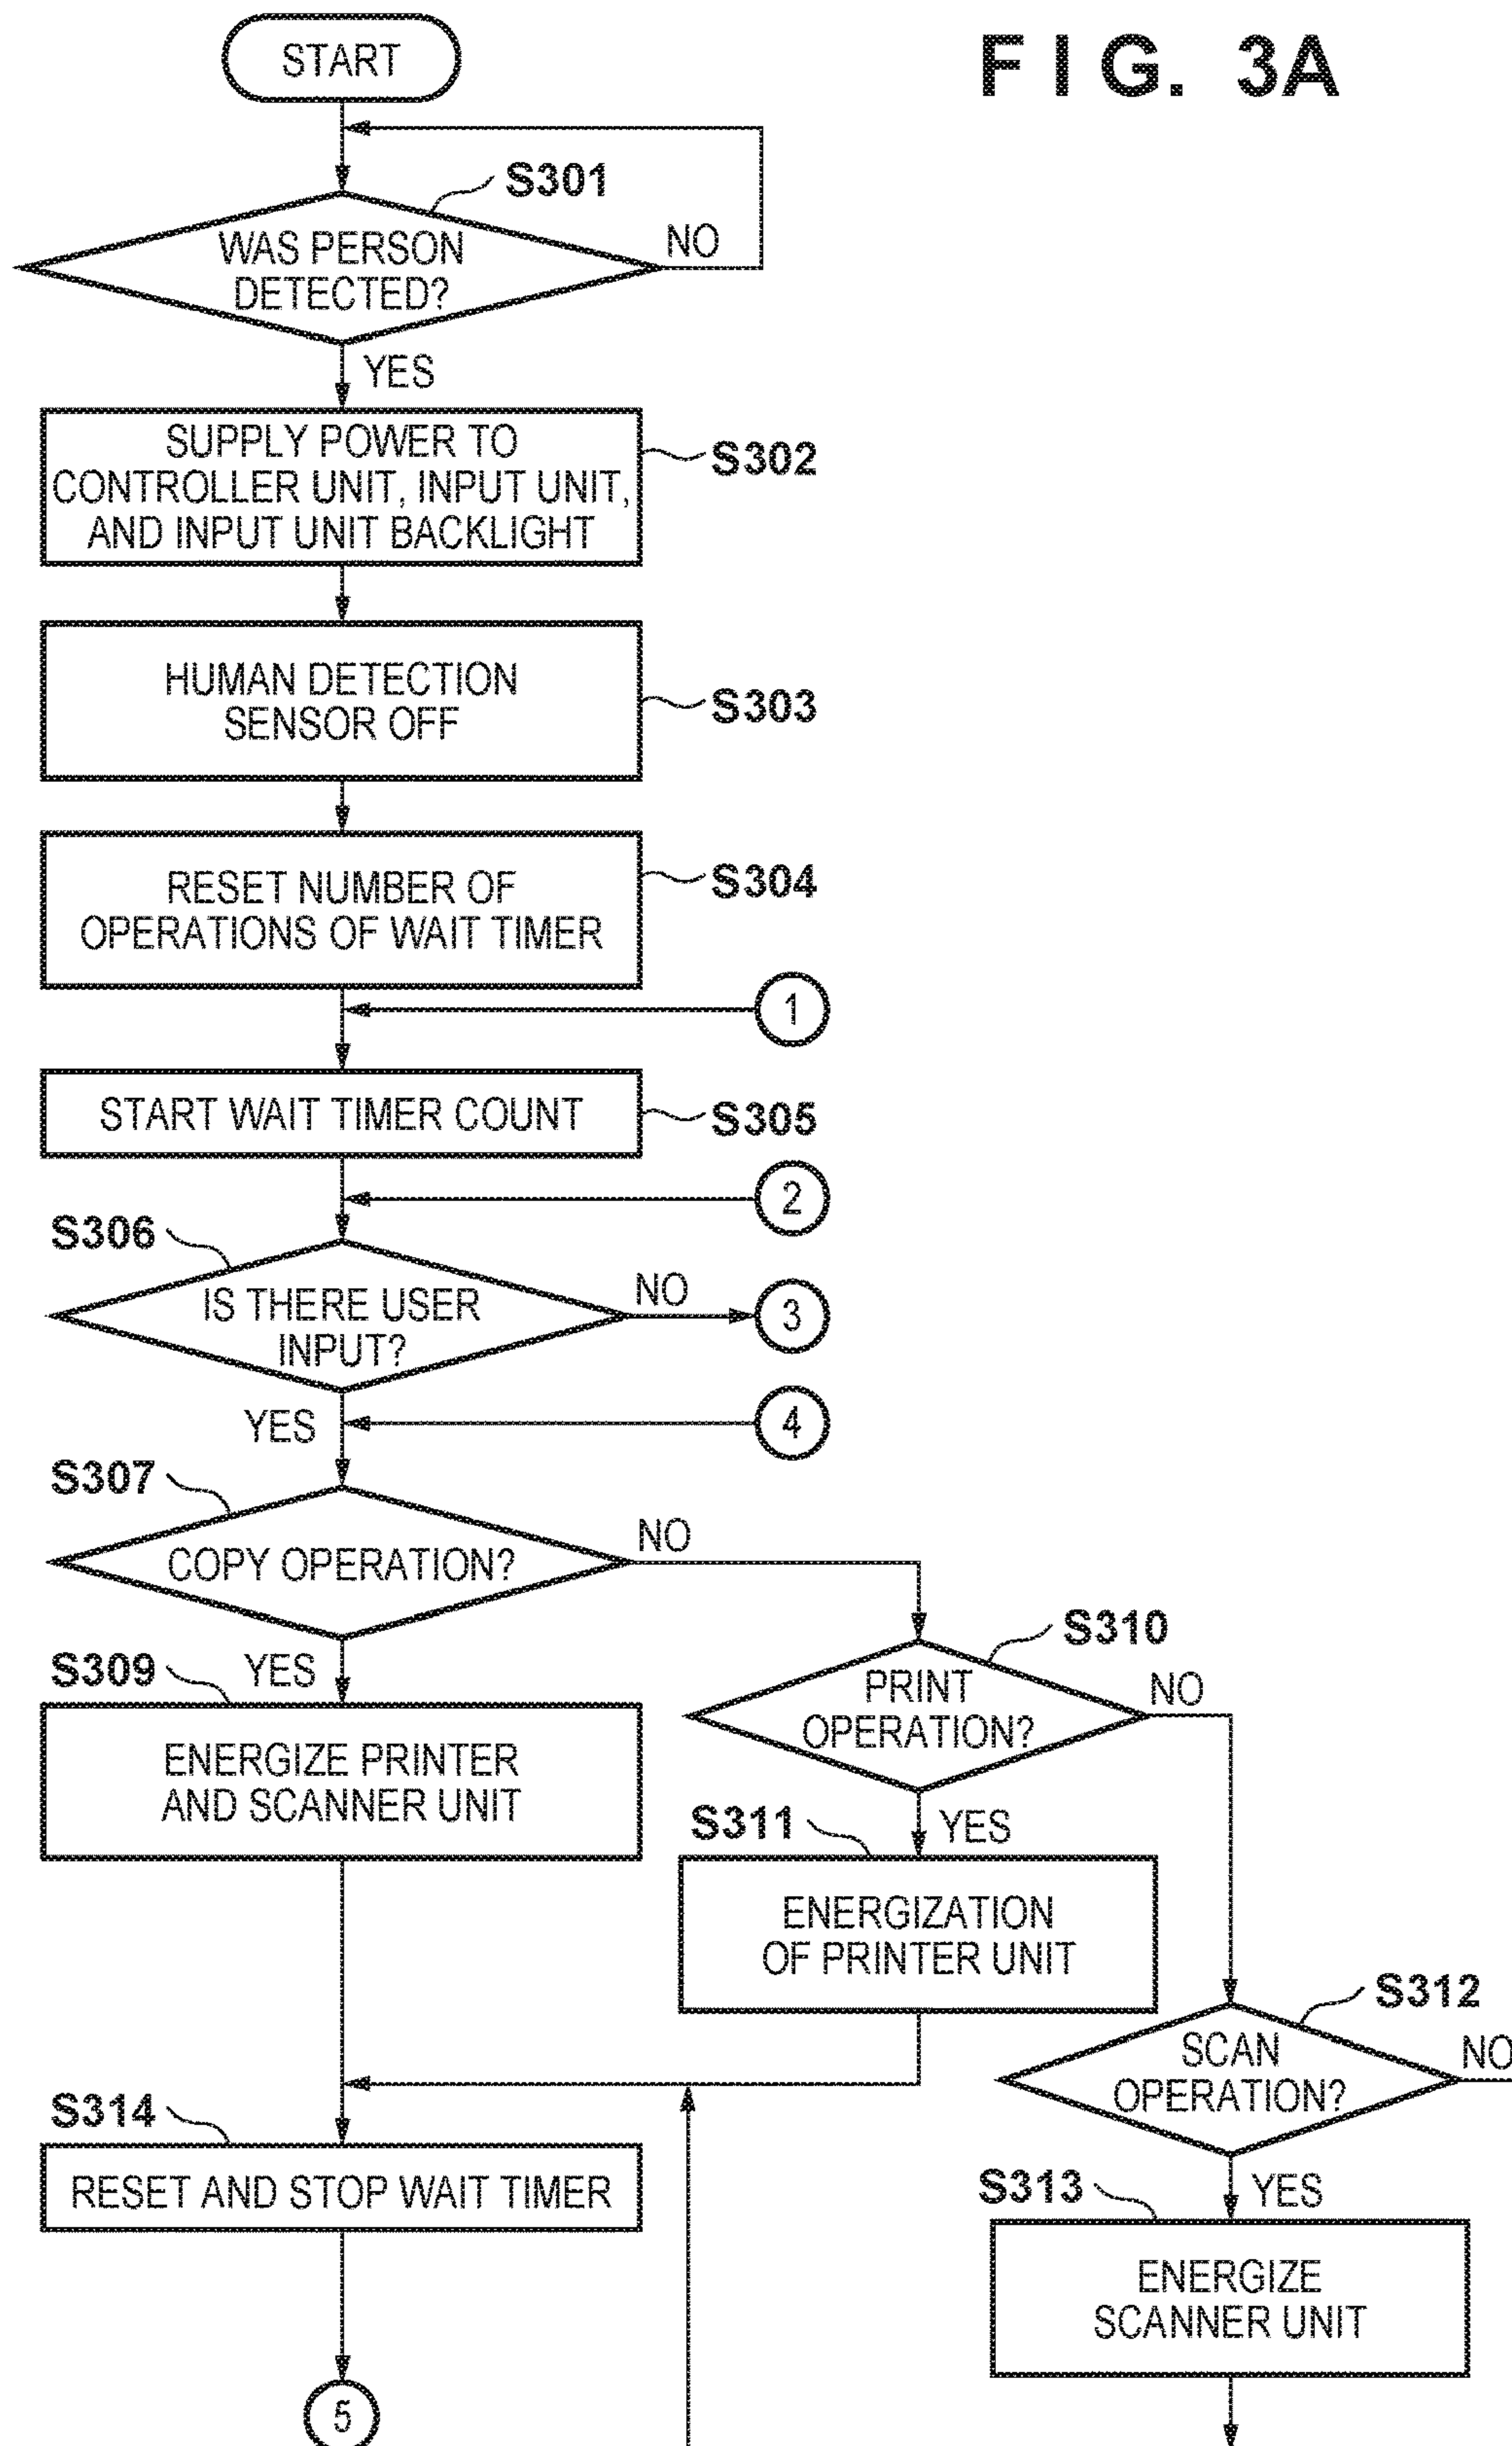 FIG. 3A
START
S301
WAS PERSON
DETECTED?
NO
YES
SUPPLY POWER TO
CONTROLLER UNIT, INPUT UNIT,
AND INPUT UNIT BACKLIGHT
S302
HUMAN DETECTION
SENSOR OFF
S303
RESET NUMBER OF
OPERATIONS OF WAIT TIMER
S304
1
START WAIT TIMER COUNT
S305
2
S306
IS THERE USER
INPUT?
NO
3
YES
4
S307
COPY OPERATION?
NO
YES
S309
ENERGIZE PRINTER
AND SCANNER UNIT
S310
PRINT
OPERATION?
NO
YES
S311
ENERGIZATION
OF PRINTER UNIT
S312
SCAN
OPERATION?
NO
YES
S313
ENERGIZE
SCANNER UNIT
S314
RESET AND STOP WAIT TIMER
5